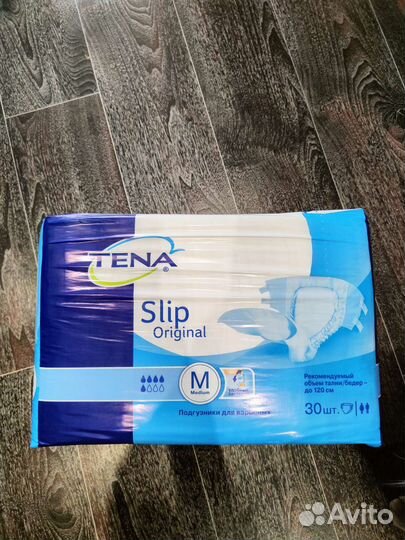 TENA
Slip
Original
M
Medium
Рекомендуемый
объем талии/бедер –
до 120 см
Подгузники для взрослых
30 шт.
Avito